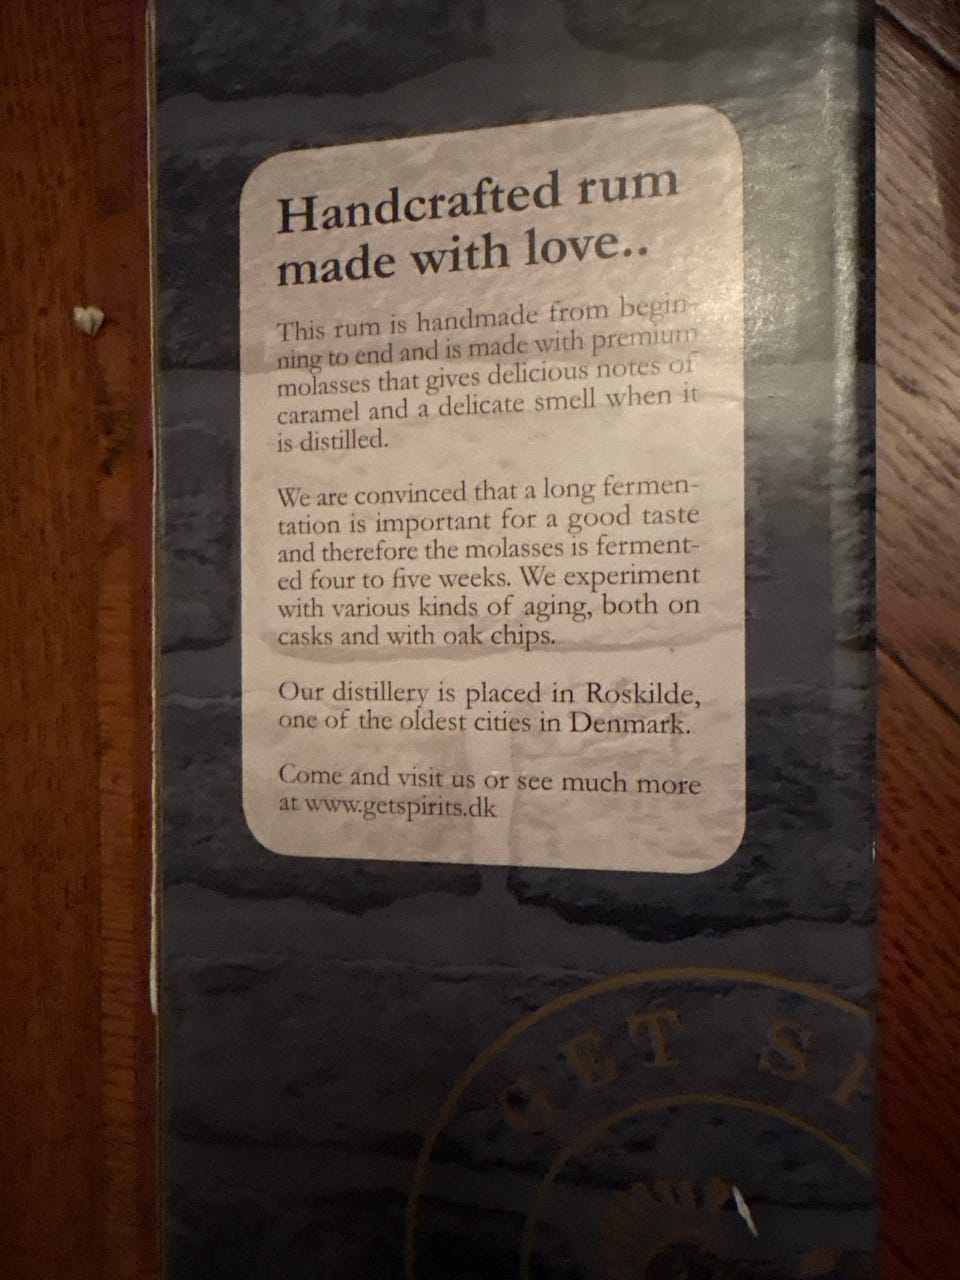 Handcrafted rum
made with love..
This rum is handmade from begin-
ning to end and is made with premium
molasses that gives delicious notes of
caramel and a delicate smell when it
is distilled.
We are convinced that a long fermen-
tation is important for a good taste
and therefore the molasses is ferment-
ed four to five weeks. We experiment
with various kinds of aging, both on
casks and with oak chips.
Our distillery is placed in Roskilde,
one of the oldest cities in Denmark.
Come and visit us or see much more
at www.getspirits.dk
GET SP